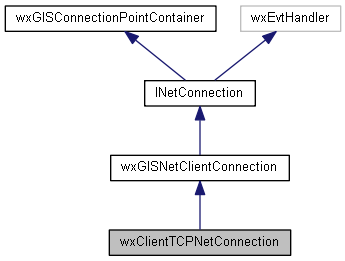 wxGISConnectionPointContainer
wxEvtHandler
INetConnection
wxGISNetClientConnection
wxClientTCPNetConnection